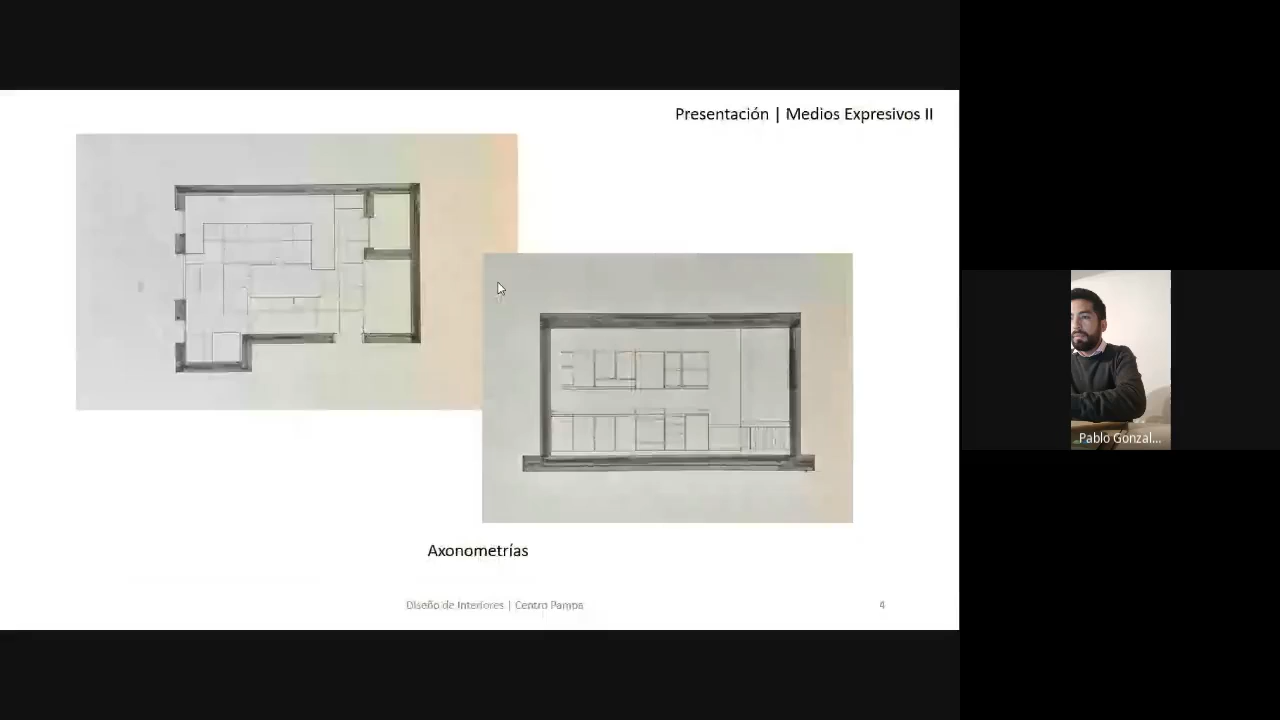 Presentación | Medios Expresivos II
Axonometrías
Diseño de Interiores | Centro Pampa
4
Pablo Gonzal...